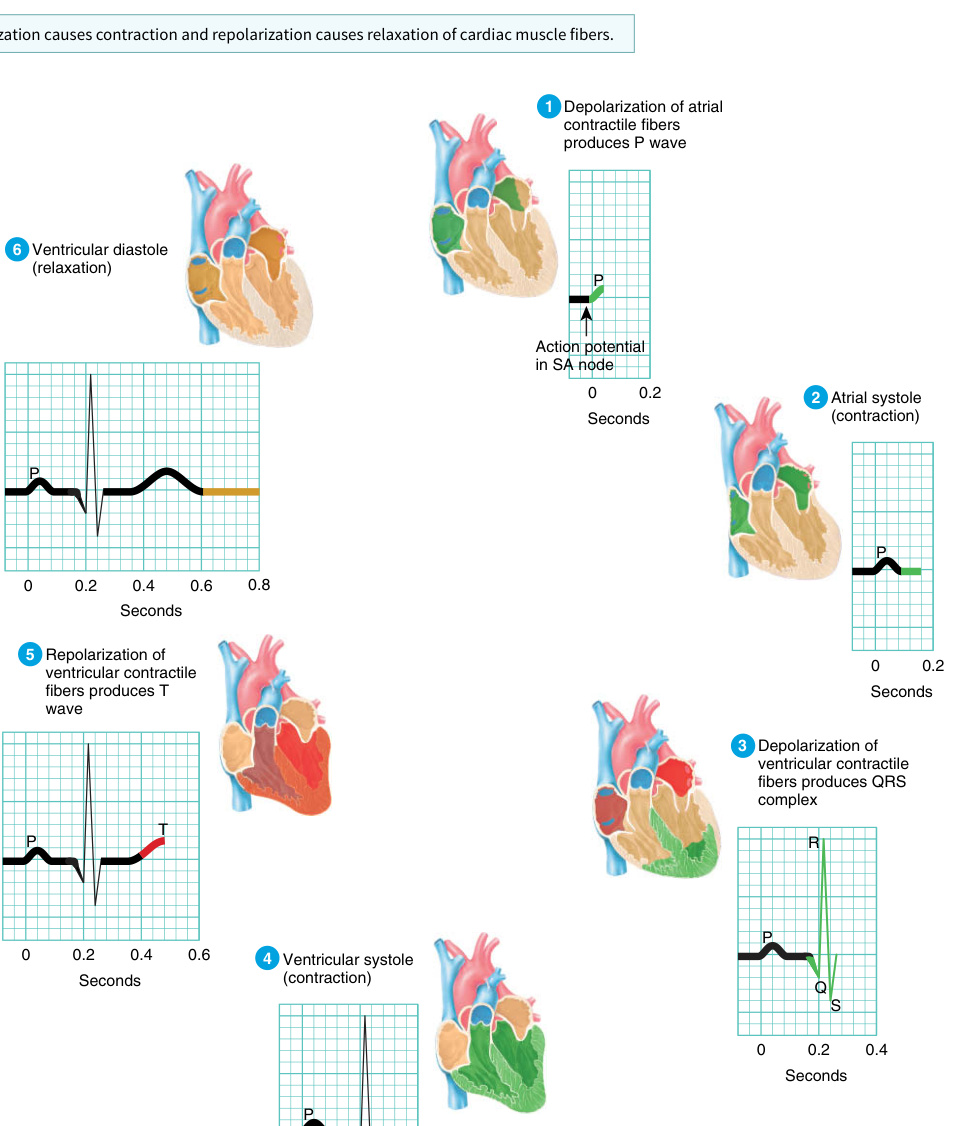 zation causes contraction and repolarization causes relaxation of cardiac muscle fibers.
1 Depolarization of atrial
contractile fibers
produces P wave
P
Action potential
in SA node
0 0.2
Seconds
2 Atrial systole
(contraction)
P
0 0.2
Seconds
3 Depolarization of
ventricular contractile
fibers produces QRS
complex
R
P
Q
S
0 0.2 0.4
Seconds
4 Ventricular systole
(contraction)
P
5 Repolarization of
ventricular contractile
fibers produces T
wave
P
T
0 0.2 0.4 0.6
Seconds
6 Ventricular diastole
(relaxation)
P
0 0.2 0.4 0.6 0.8
Seconds